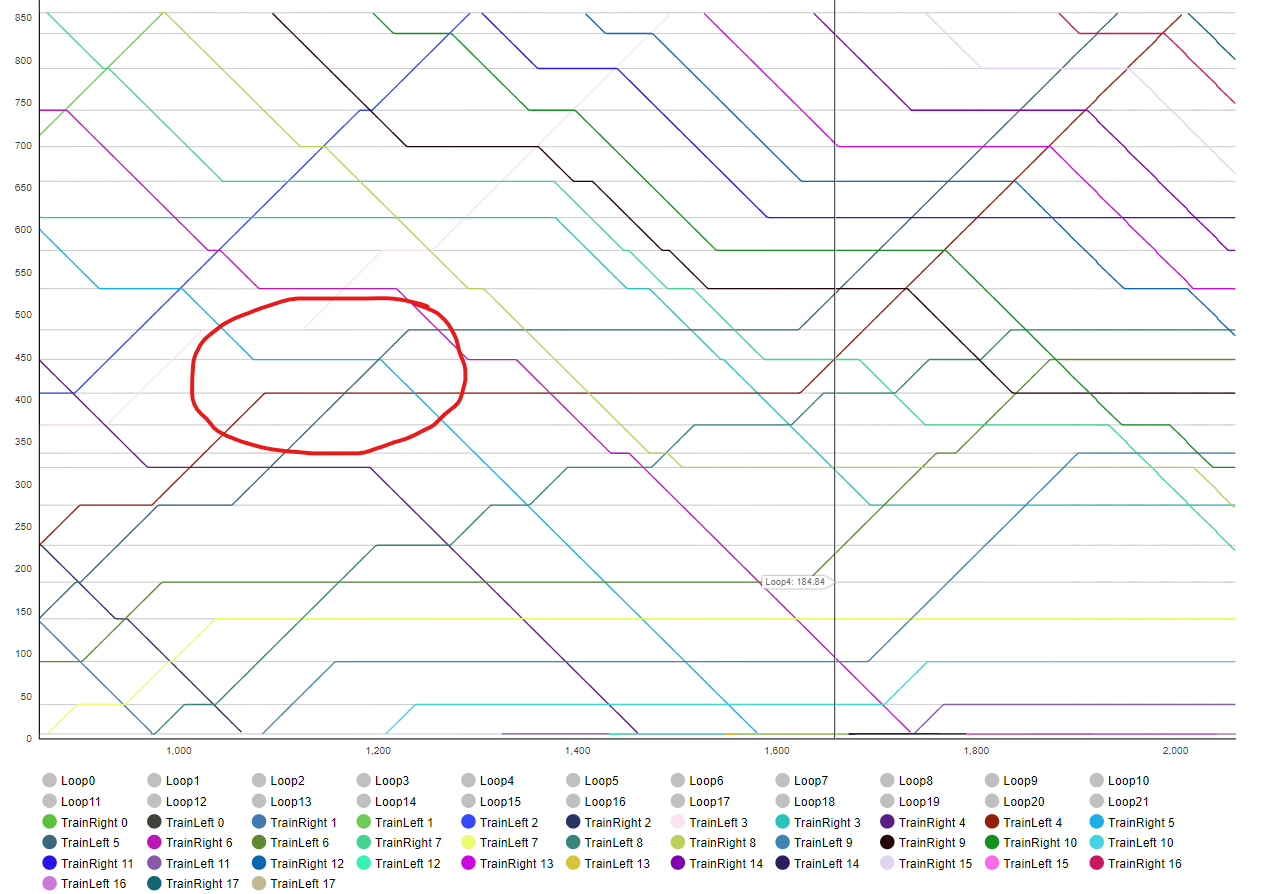 850
800
750
700
650
600
550
500
450
400
350
300
250
200
150
100
50
0
Loop4: 184.84
1,000 1,200 1,400 1,600 1,800 2,000
Loop0 Loop1 Loop2 Loop3 Loop4 Loop5 Loop6 Loop7 Loop8 Loop9 Loop10
Loop11 Loop12 Loop13 Loop14 Loop15 Loop16 Loop17 Loop18 Loop19 Loop20 Loop21
TrainRight 0 TrainLeft 0 TrainRight 1 TrainLeft 1 TrainLeft 2 TrainRight 2 TrainLeft 3 TrainRight 3 TrainRight 4 TrainLeft 4 TrainRight 5
TrainLeft 5 TrainRight 6 TrainLeft 6 TrainRight 7 TrainLeft 7 TrainLeft 8 TrainRight 8 TrainLeft 9 TrainRight 9 TrainRight 10 TrainLeft 10
TrainRight 11 TrainLeft 11 TrainRight 12 TrainLeft 12 TrainRight 13 TrainLeft 13 TrainRight 14 TrainLeft 14 TrainRight 15 TrainLeft 15 TrainRight 16
TrainLeft 16 TrainRight 17 TrainLeft 17